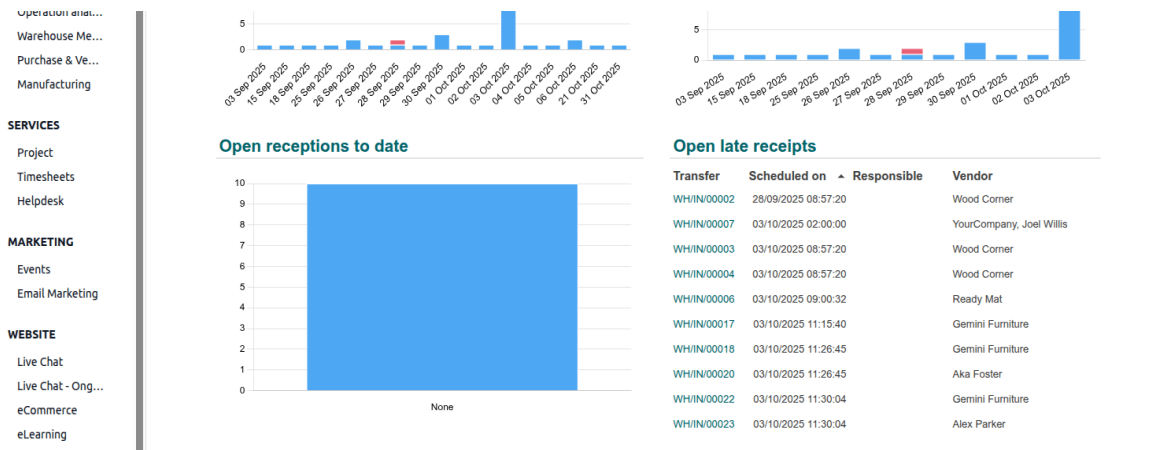 Operation anal...
Warehouse Me...
Purchase & Ve...
Manufacturing
SERVICES
Project
Timesheets
Helpdesk
MARKETING
Events
Email Marketing
WEBSITE
Live Chat
Live Chat - Ong...
eCommerce
eLearning
5
0
03 Sep 2025
15 Sep 2025
18 Sep 2025
25 Sep 2025
26 Sep 2025
27 Sep 2025
28 Sep 2025
29 Sep 2025
30 Sep 2025
01 Oct 2025
02 Oct 2025
03 Oct 2025
04 Oct 2025
05 Oct 2025
06 Oct 2025
21 Oct 2025
31 Oct 2025
5
0
03 Sep 2025
15 Sep 2025
18 Sep 2025
25 Sep 2025
26 Sep 2025
27 Sep 2025
28 Sep 2025
29 Sep 2025
30 Sep 2025
01 Oct 2025
02 Oct 2025
03 Oct 2025
Open receptions to date
10
9
8
7
6
5
4
3
2
1
0
None
Open late receipts
Transfer Scheduled on Responsible Vendor
WH/IN/00002 28/09/2025 08:57:20 Wood Corner
WH/IN/00007 03/10/2025 02:00:00 YourCompany, Joel Willis
WH/IN/00003 03/10/2025 08:57:20 Wood Corner
WH/IN/00004 03/10/2025 08:57:20 Wood Corner
WH/IN/00006 03/10/2025 09:00:32 Ready Mat
WH/IN/00017 03/10/2025 11:15:40 Gemini Furniture
WH/IN/00018 03/10/2025 11:26:45 Gemini Furniture
WH/IN/00020 03/10/2025 11:26:45 Aka Foster
WH/IN/00022 03/10/2025 11:30:04 Gemini Furniture
WH/IN/00023 03/10/2025 11:30:04 Alex Parker